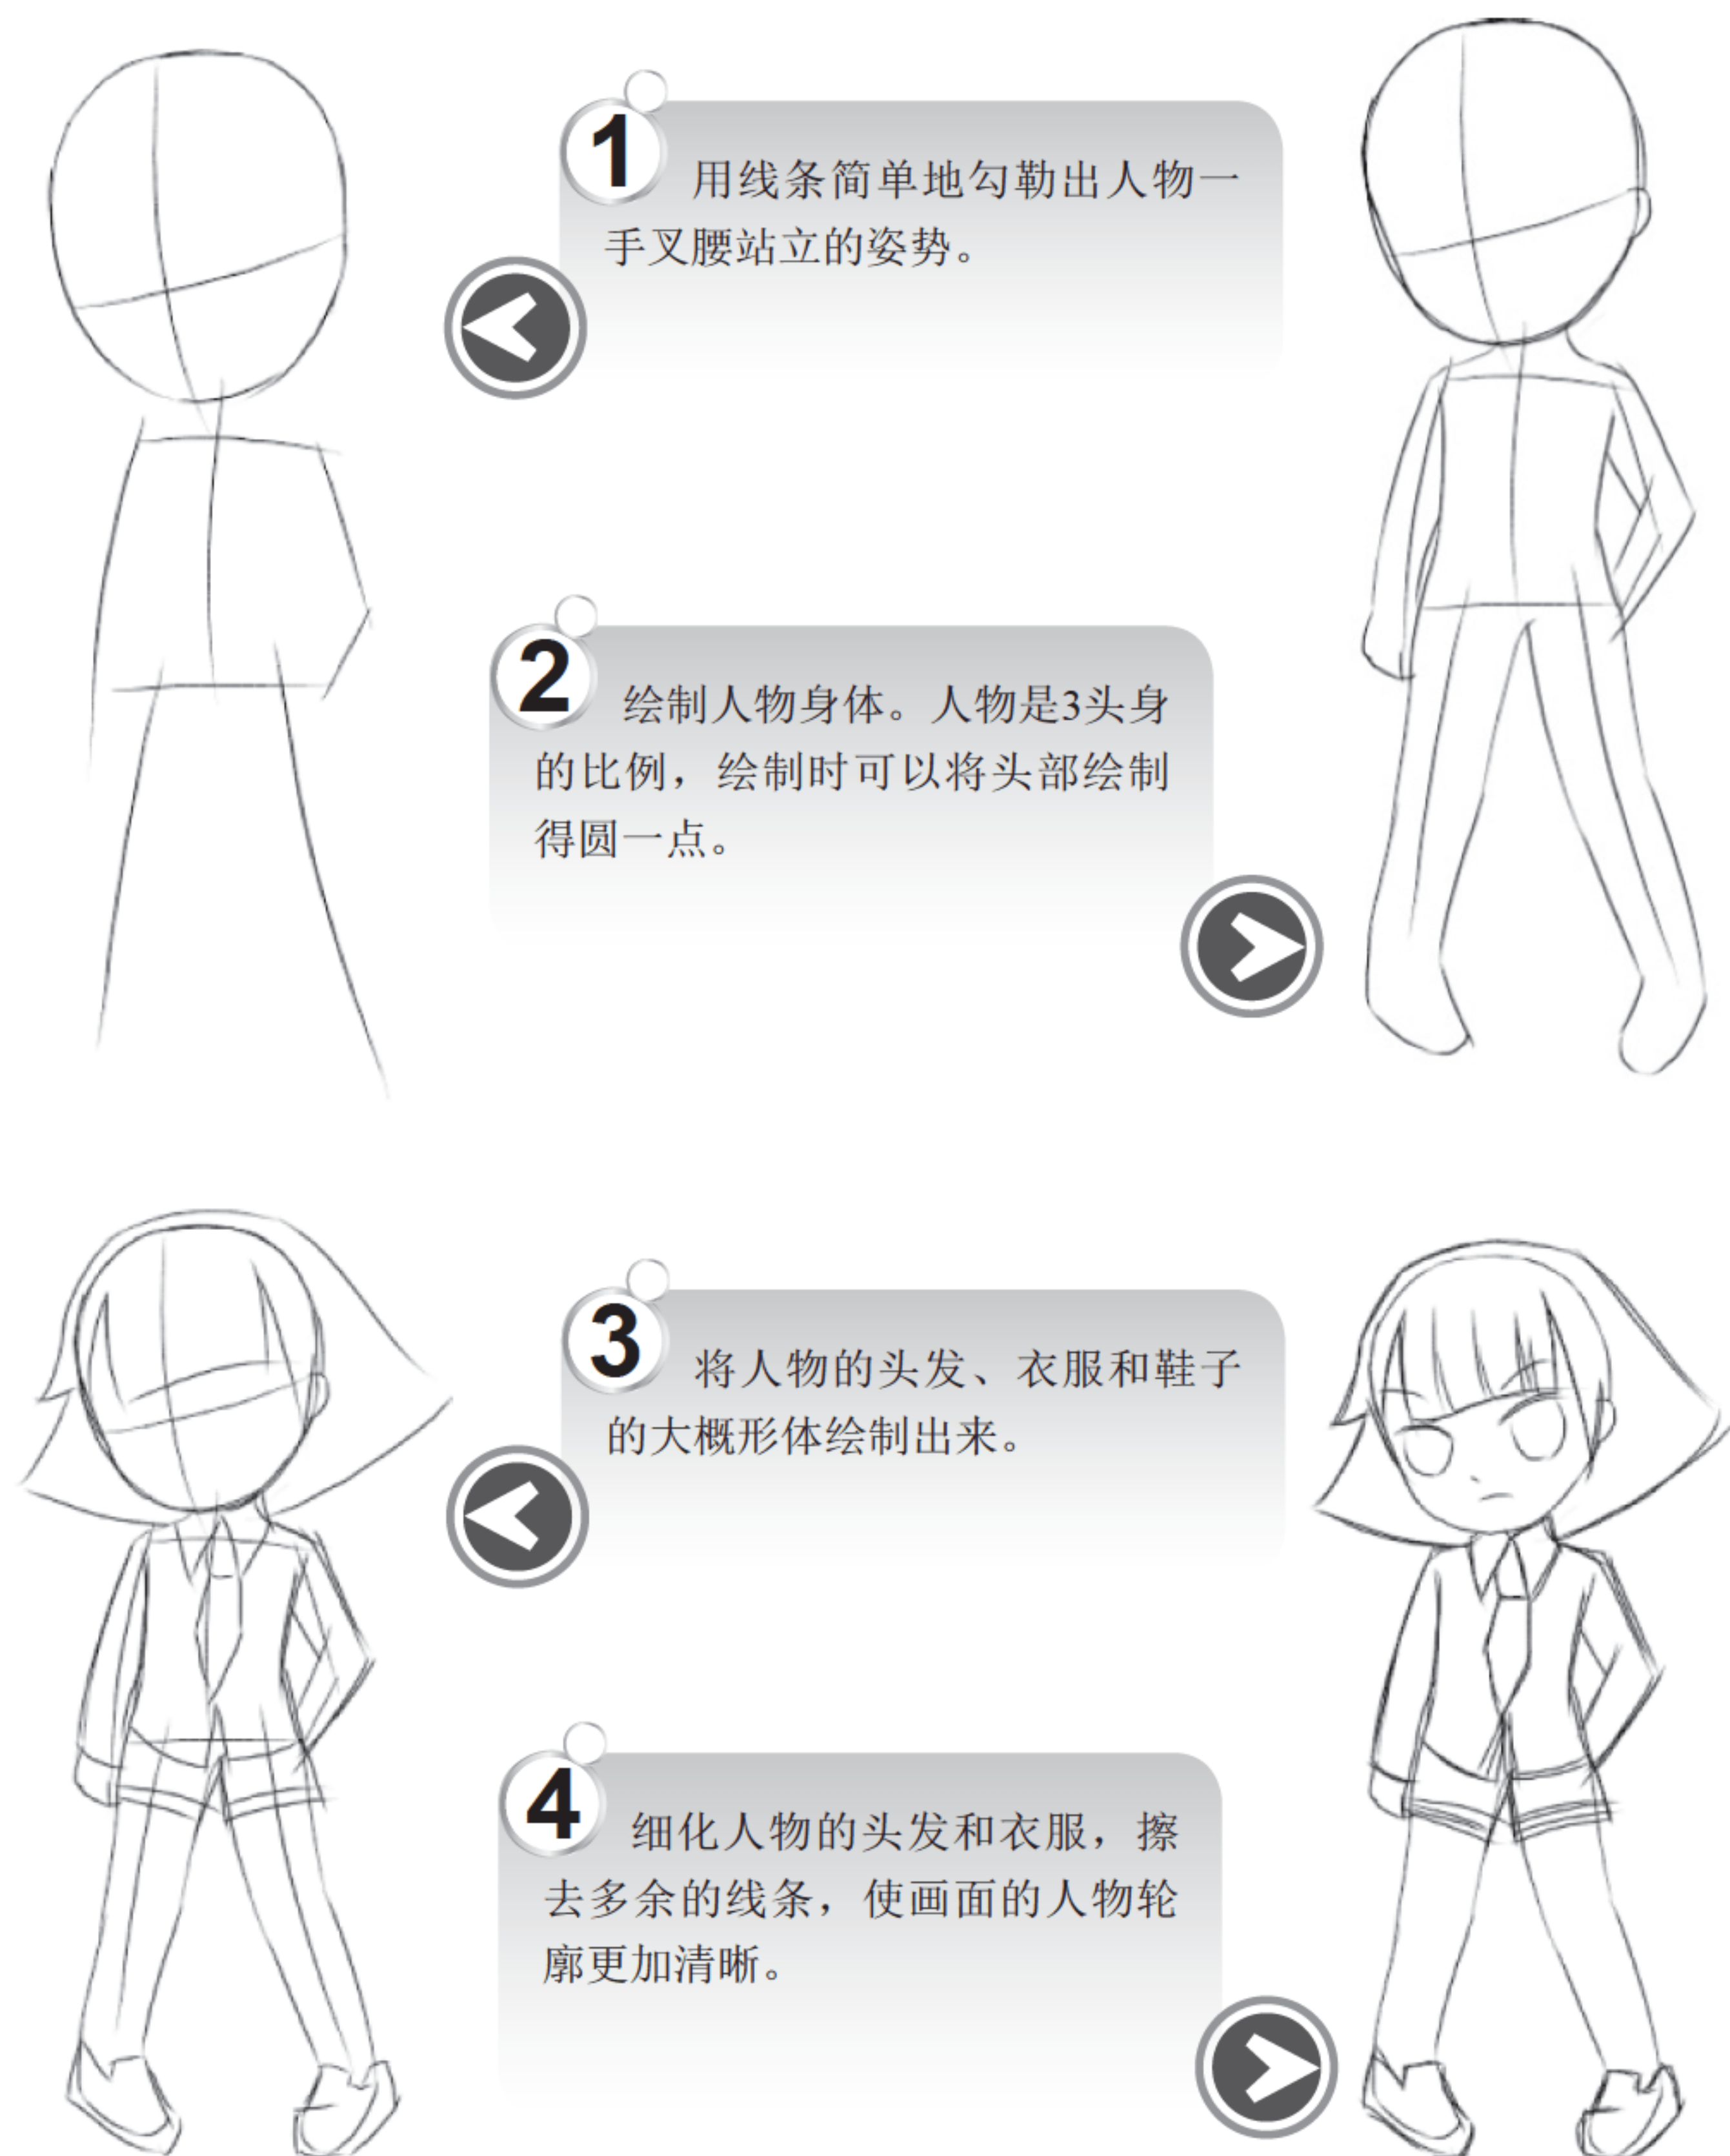 1
用线条简单地勾勒出人物一
手叉腰站立的姿势。
2
绘制人物身体。人物是3头身
的比例，绘制时可以将头部绘制
得圆一点。
3
将人物的头发、衣服和鞋子
的大概形体绘制出来。
4
细化人物的头发和衣服，擦
去多余的线条，使画面的人物轮
廓更加清晰。